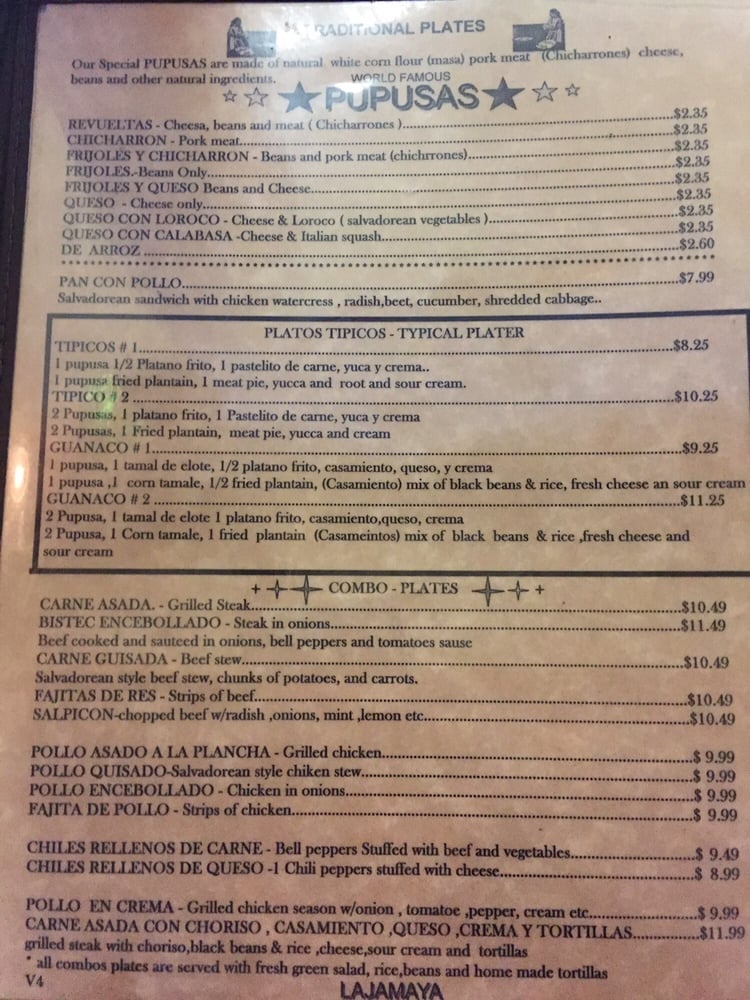 TRADITIONAL PLATES
Our Special PUPUSAS are made of natural white corn flour (masa) pork meat (Chicharrones) cheese,
beans and other natural ingredients.
WORLD FAMOUS
PUPUSAS
REVUELTAS - Cheesa, beans and meat ( Chicharrones )...$2.35
CHICHARRON - Pork meat...$2.35
FRIJOLES Y CHICHARRON - Beans and pork meat (chichrrones)...$2.35
FRIJOLES.-Beans Only...$2.35
FRIJOLES Y QUESO Beans and Cheese...$2.35
QUESO - Cheese only...$2.35
QUESO CON LOROCO - Cheese & Loroco ( salvadorean vegetables )...$2.35
QUESO CON CALABASA -Cheese & Italian squash...$2.35
DE ARROZ...$2.60
PAN CON POLLO...$7.99
Salvadorean sandwich with chicken watercress , radish,beet, cucumber, shredded cabbage..
PLATOS TIPICOS - TYPICAL PLATER
TIPICOS # 1...$8.25
1 pupusa 1/2 Platano frito, 1 pastelito de carne, yuca y crema..
1 pupusa fried plantain, 1 meat pie, yucca and root and sour cream.
TIPICO # 2...$10.25
2 Pupusas, 1 platano frito, 1 Pastelito de carne, yuca y crema
2 Pupusas, 1 Fried plantain, meat pie, yucca and cream
GUANACO # 1...$9.25
1 pupusa, 1 tamal de elote, 1/2 platano frito, casamiento, queso, y crema
1 pupusa ,1 corn tamale, 1/2 fried plantain, (Casamiento) mix of black beans & rice, fresh cheese an sour cream
GUANACO # 2...$11.25
2 Pupusa, 1 tamal de elote 1 platano frito, casamiento,queso, crema
2 Pupusa, 1 Corn tamale, 1 fried plantain (Casameintos) mix of black beans & rice ,fresh cheese and
sour cream
COMBO - PLATES
CARNE ASADA. - Grilled Steak...$10.49
BISTEC ENCEBOLLADO - Steak in onions...$11.49
Beef cooked and sauteed in onions, bell peppers and tomatoes sause
CARNE GUISADA - Beef stew...$10.49
Salvadorean style beef stew, chunks of potatoes, and carrots.
FAJITAS DE RES - Strips of beef...$10.49
SALPICON-chopped beef w/radish ,onions, mint ,lemon etc...$10.49
POLLO ASADO A LA PLANCHA - Grilled chicken...$ 9.99
POLLO QUISADO-Salvadorean style chiken stew...$ 9.99
POLLO ENCEBOLLADO - Chicken in onions...$ 9.99
FAJITA DE POLLO - Strips of chicken...$ 9.99
CHILES RELLENOS DE CARNE - Bell peppers Stuffed with beef and vegetables...$ 9.49
CHILES RELLENOS DE QUESO -1 Chili peppers stuffed with cheese...$ 8.99
POLLO EN CREMA - Grilled chicken season w/onion , tomatoe ,pepper, cream etc...$ 9.99
CARNE ASADA CON CHORISO , CASAMIENTO ,QUESO ,CREMA Y TORTILLAS...$11.99
grilled steak with choriso,black beans & rice ,cheese,sour cream and tortillas
* all combos plates are served with fresh green salad, rice,beans and home made tortillas
V4
LAJAMAYA